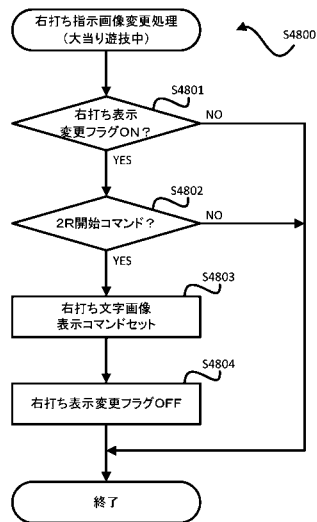 右打ち指示画像変更処理
(大当り遊技中)
S4800
S4801
右打ち表示
変更フラグON?
NO
YES
S4802
2R開始コマンド?
NO
YES
S4803
右打ち文字画像
表示コマンドセット
S4804
右打ち表示変更フラグOFF
終了